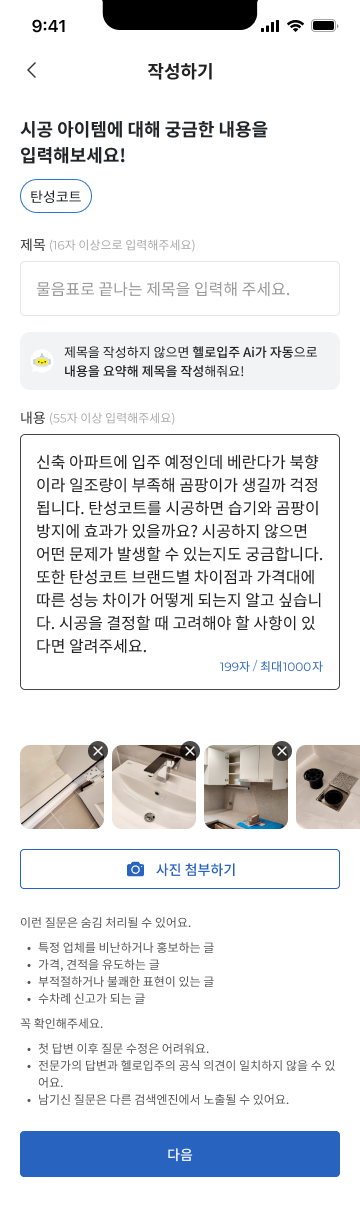 9:41
작성하기
시공 아이템에 대해 궁금한 내용을
입력해보세요!
탄성코트
제목 (16자 이상으로 입력해주세요)
물음표로 끝나는 제목을 입력해 주세요.
제목을 작성하지 않으면 헬로입주 Ai가 자동으로
내용을 요약해 제목을 작성해줘요!
내용 (55자 이상 입력해주세요)
신축 아파트에 입주 예정인데 베란다가 북향
이라 일조량이 부족해 곰팡이가 생길까 걱정
됩니다. 탄성코트를 시공하면 습기와 곰팡이
방지에 효과가 있을까요? 시공하지 않으면
어떤 문제가 발생할 수 있는지도 궁금합니다.
또한 탄성코트 브랜드별 차이점과 가격대에
따른 성능 차이가 어떻게 되는지 알고 싶습니
다. 시공을 결정할 때 고려해야 할 사항이 있
다면 알려주세요.
199자 / 최대1000자
사진 첨부하기
이런 질문은 숨김 처리될 수 있어요.
• 특정 업체를 비난하거나 홍보하는 글
• 가격, 견적을 유도하는 글
• 부적절하거나 불쾌한 표현이 있는 글
• 수차례 신고가 되는 글
꼭 확인해주세요.
• 첫 답변 이후 질문 수정은 어려워요.
• 전문가의 답변과 헬로입주의 공식 의견이 일치하지 않을 수 있
어요.
• 남기신 질문은 다른 검색엔진에서 노출될 수 있어요.
다음